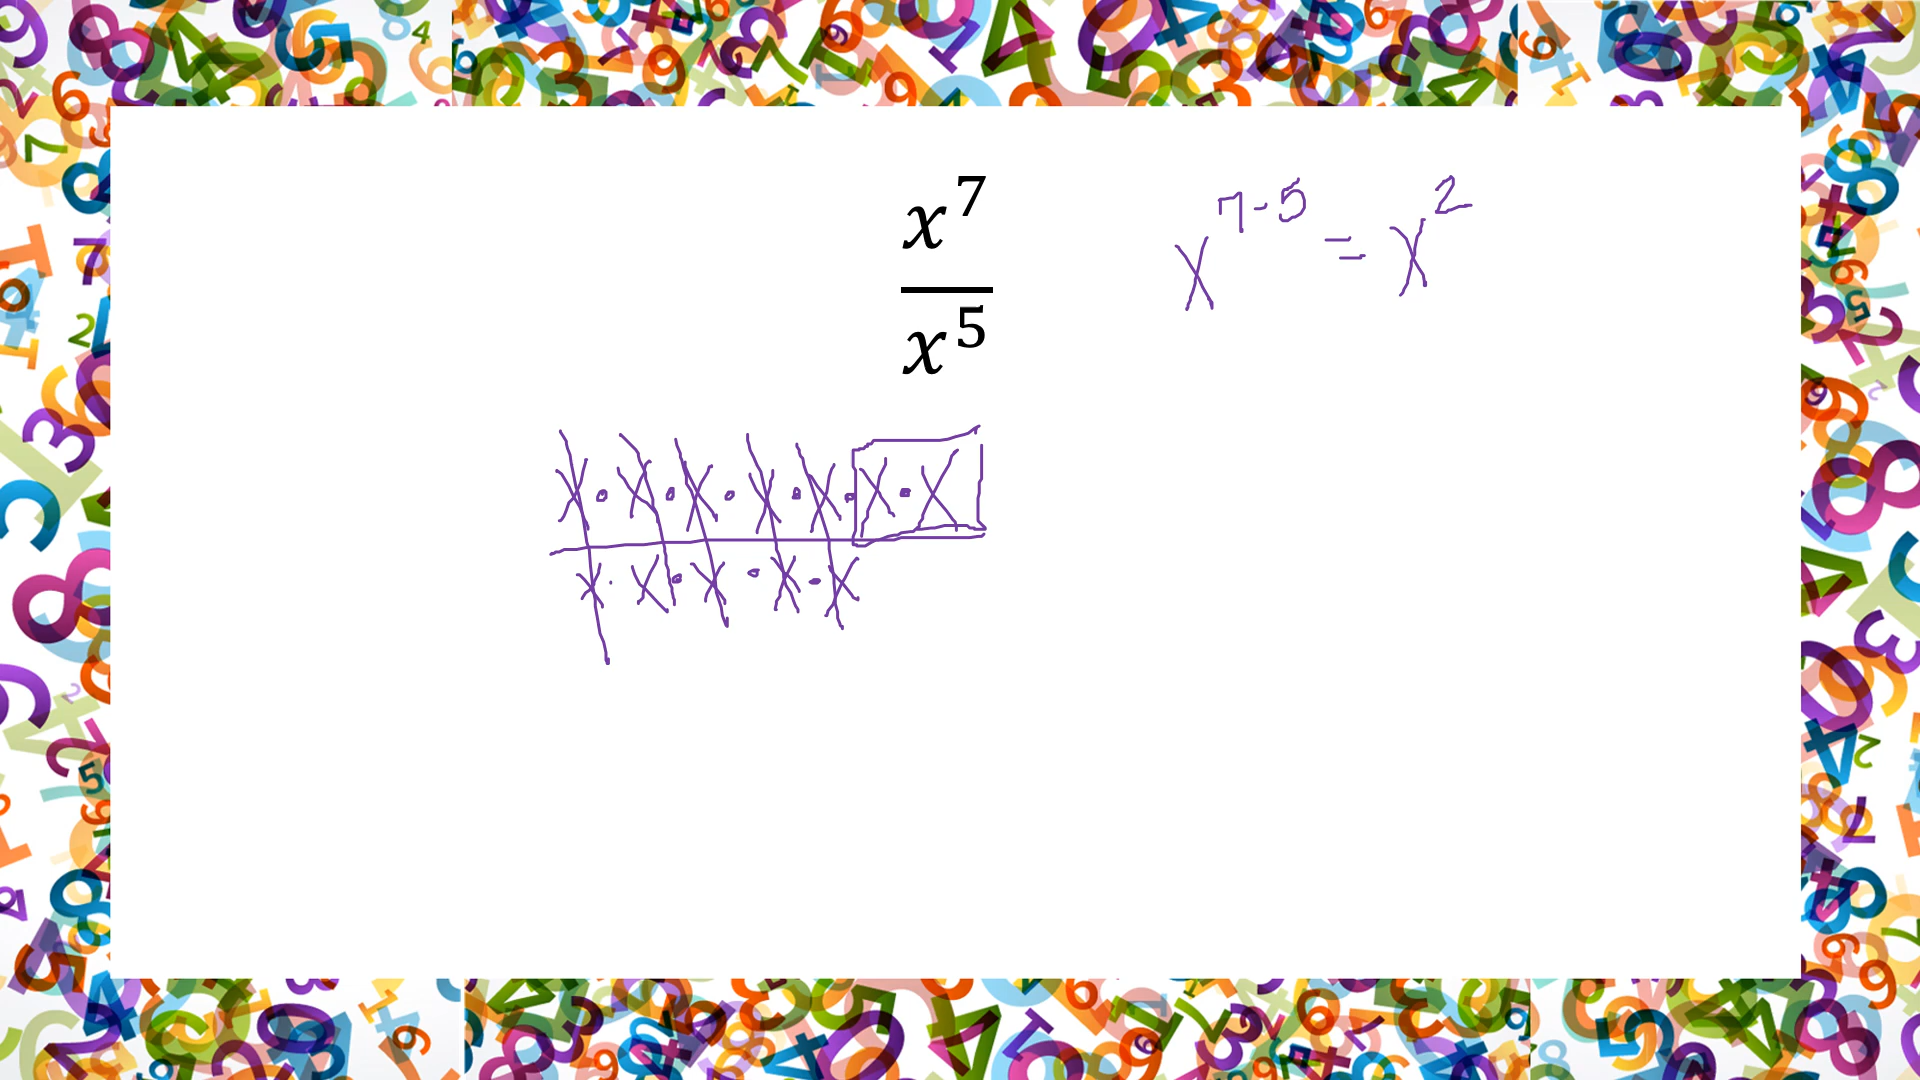 x^7
x^5
x^{7-5} = x^2
x · x · x · x · x · x · x
x · x · x · x · x